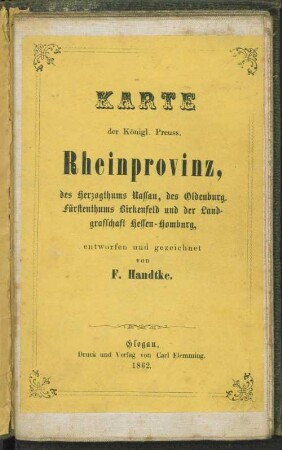 KARTE
der Königl. Preuss.
Rheinprovinz,
des Herzogthums Nassau, des Oldenburg.
Fürstenthums Birkenfeld und der Land-
grafschaft Hessen-Homburg,
entworfen und gezeichnet
von
F. Handtke.
Glogau.
Druck und Verlag von Carl Flemming.
1862.